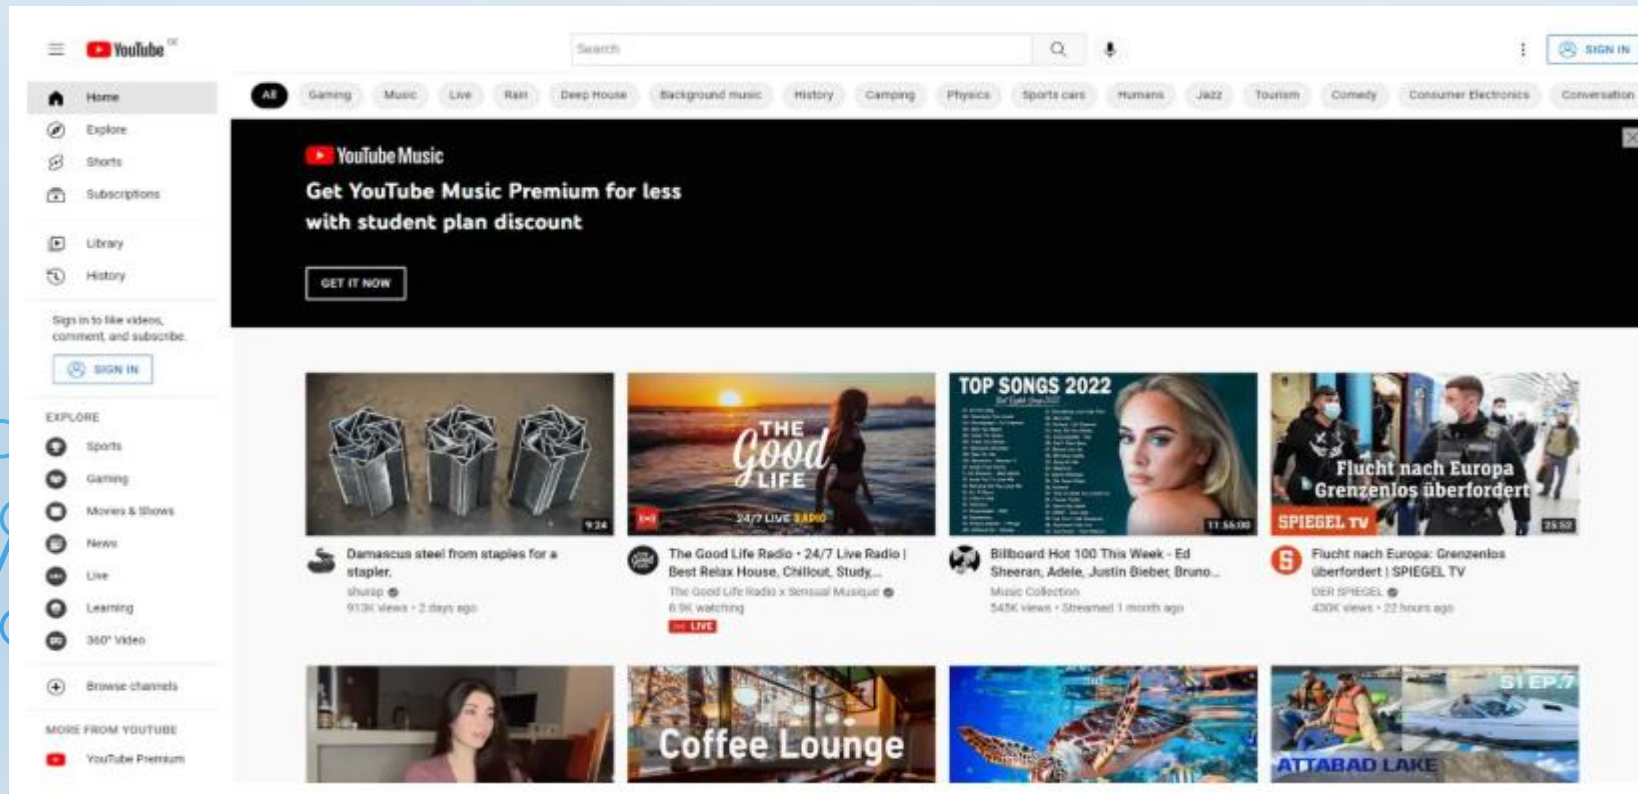 YouTube DE
Search
SIGN IN
Home
Explore
Shorts
Subscriptions
Library
History
Sign in to like videos,
comment, and subscribe.
SIGN IN
EXPLORE
Sports
Gaming
Movies & Shows
News
Live
Learning
360° Video
Browse channels
MORE FROM YOUTUBE
YouTube Premium
All Gaming Music Live Rain Deep House Background music History Camping Physics Sports cars Humans Jazz Tourism Comedy Consumer Electronics Conversation
YouTube Music
Get YouTube Music Premium for less
with student plan discount
GET IT NOW
9:24
Damascus steel from staples for a
stapler.
shurap
913K views • 2 days ago
THE
Good
LIFE
24/7 LIVE RADIO
The Good Life Radio • 24/7 Live Radio |
Best Relax House, Chillout, Study,...
The Good Life Radio x Sensual Musique
6.9K watching
LIVE
TOP SONGS 2022
11:55:00
Billboard Hot 100 This Week - Ed
Sheeran, Adele, Justin Bieber, Bruno...
Music Collection
545K views • Streamed 1 month ago
Flucht nach Europa
Grenzenlos überfordert
SPIEGEL TV
25:52
Flucht nach Europa: Grenzenlos
überfordert | SPIEGEL TV
DER SPIEGEL
430K views • 22 hours ago
Coffee Lounge
S1 EP.7
ATTABAD LAKE